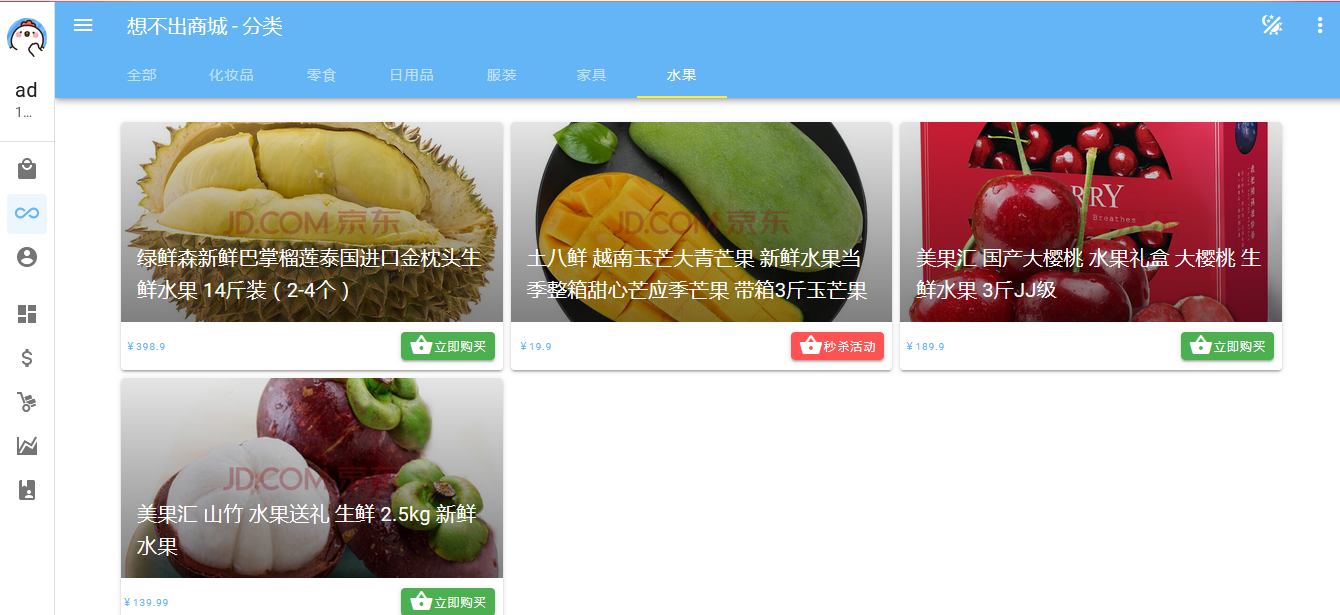 想不出商城 - 分类
ad
1...
全部
化妆品
零食
日用品
服装
家具
水果
JD.COM 京东
绿鲜森新鲜巴掌榴莲泰国进口金枕头生
鲜水果 14斤装（2-4个）
¥ 398.9
立即购买
JD.COM 京东
土八鲜 越南玉芒大青芒果 新鲜水果当
季整箱甜心芒应季芒果 带箱3斤玉芒果
¥ 19.9
秒杀活动
RRY
Breathes
美果汇 国产大樱桃 水果礼盒 大樱桃 生
鲜水果 3斤JJ级
¥ 189.9
立即购买
JD.COM 京东
美果汇 山竹 水果送礼 生鲜 2.5kg 新鲜
水果
¥ 139.99
立即购买